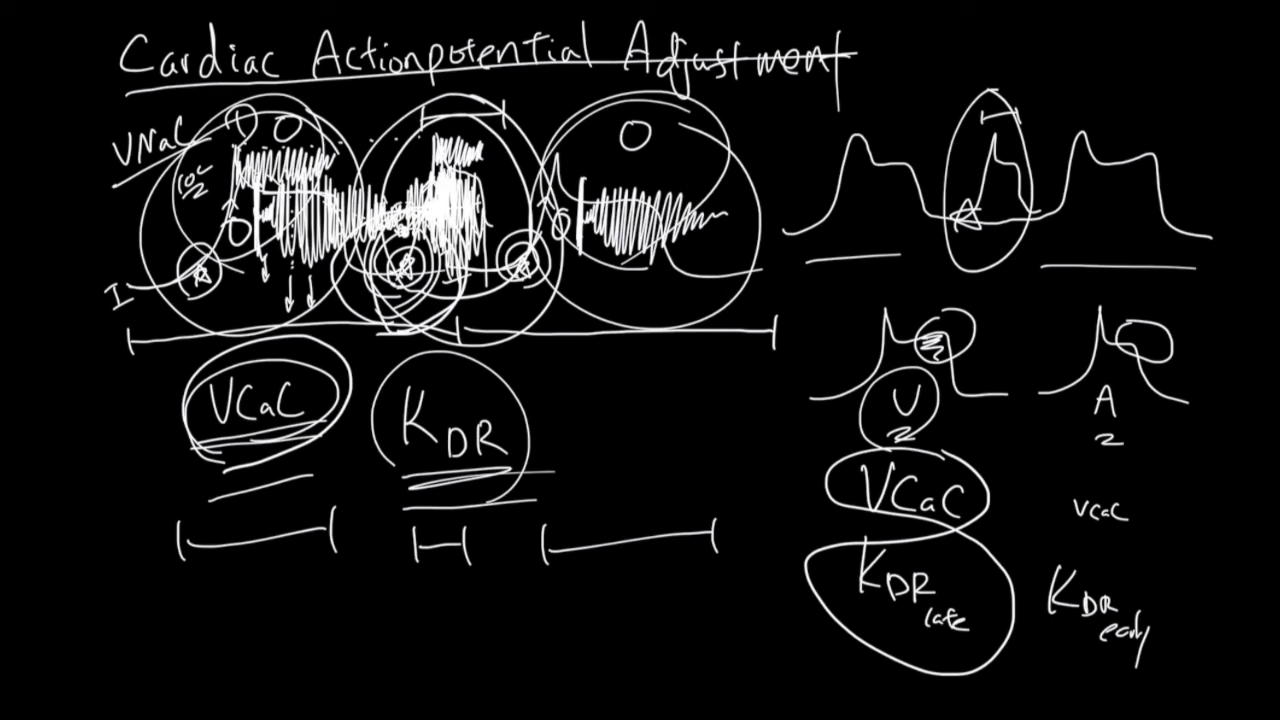 Cardiac Actionpotential Adjustment
VNaC
I
VCaC
KDR
V
A
VCaC
VCaC
KDR late
KDR early